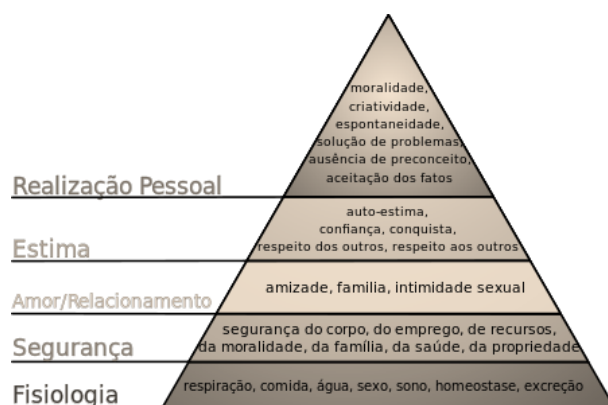 moralidade,
criatividade,
espontaneidade,
solução de problemas,
ausência de preconceito,
aceitação dos fatos
Realização Pessoal
auto-estima,
confiança, conquista,
respeito dos outros, respeito aos outros
Estima
amizade, familia, intimidade sexual
Amor/Relacionamento
segurança do corpo, do emprego, de recursos,
da moralidade, da família, da saúde, da propriedade
Segurança
respiração, comida, água, sexo, sono, homeostase, excreção
Fisiologia